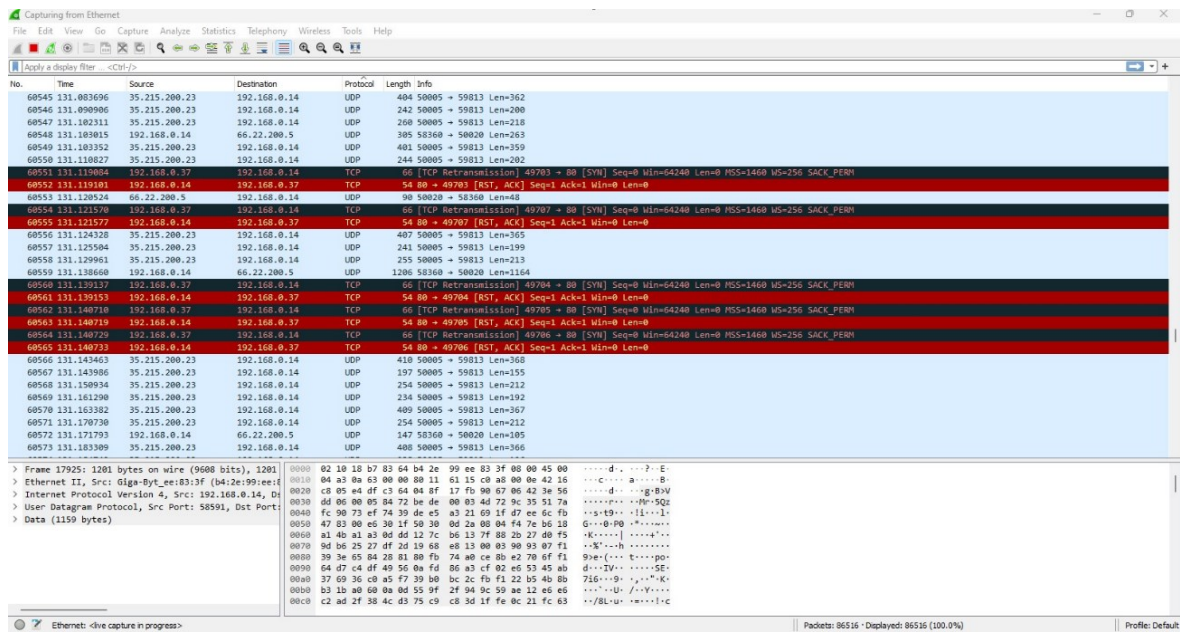 Capturing from Ethernet
File Edit View Go Capture Analyze Statistics Telephony Wireless Tools Help
Apply a display filter ... <Ctrl-/>
No. Time Source Destination Protocol Length Info
60545 131.083696 35.215.200.23 192.168.0.14 UDP 404 50005 → 59813 Len=362
60546 131.090906 35.215.200.23 192.168.0.14 UDP 242 50005 → 59813 Len=200
60547 131.102311 35.215.200.23 192.168.0.14 UDP 260 50005 → 59813 Len=218
60548 131.103015 192.168.0.14 66.22.200.5 UDP 305 58360 → 50020 Len=263
60549 131.103352 35.215.200.23 192.168.0.14 UDP 401 50005 → 59813 Len=359
60550 131.110827 35.215.200.23 192.168.0.14 UDP 244 50005 → 59813 Len=202
60551 131.119084 192.168.0.37 192.168.0.14 TCP 66 [TCP Retransmission] 49703 → 80 [SYN] Seq=0 Win=64240 Len=0 MSS=1460 WS=256 SACK_PERM
60552 131.119101 192.168.0.14 192.168.0.37 TCP 54 80 → 49703 [RST, ACK] Seq=1 Ack=1 Win=0 Len=0
60553 131.120524 66.22.200.5 192.168.0.14 UDP 90 50020 → 58360 Len=48
60554 131.121570 192.168.0.37 192.168.0.14 TCP 66 [TCP Retransmission] 49707 → 80 [SYN] Seq=0 Win=64240 Len=0 MSS=1460 WS=256 SACK_PERM
60555 131.121577 192.168.0.14 192.168.0.37 TCP 54 80 → 49707 [RST, ACK] Seq=1 Ack=1 Win=0 Len=0
60556 131.124328 35.215.200.23 192.168.0.14 UDP 407 50005 → 59813 Len=365
60557 131.125504 35.215.200.23 192.168.0.14 UDP 241 50005 → 59813 Len=199
60558 131.129961 35.215.200.23 192.168.0.14 UDP 255 50005 → 59813 Len=213
60559 131.138660 192.168.0.14 66.22.200.5 UDP 1206 58360 → 50020 Len=1164
60560 131.139137 192.168.0.37 192.168.0.14 TCP 66 [TCP Retransmission] 49704 → 80 [SYN] Seq=0 Win=64240 Len=0 MSS=1460 WS=256 SACK_PERM
60561 131.139153 192.168.0.14 192.168.0.37 TCP 54 80 → 49704 [RST, ACK] Seq=1 Ack=1 Win=0 Len=0
60562 131.140710 192.168.0.37 192.168.0.14 TCP 66 [TCP Retransmission] 49705 → 80 [SYN] Seq=0 Win=64240 Len=0 MSS=1460 WS=256 SACK_PERM
60563 131.140719 192.168.0.14 192.168.0.37 TCP 54 80 → 49705 [RST, ACK] Seq=1 Ack=1 Win=0 Len=0
60564 131.140729 192.168.0.37 192.168.0.14 TCP 66 [TCP Retransmission] 49706 → 80 [SYN] Seq=0 Win=64240 Len=0 MSS=1460 WS=256 SACK_PERM
60565 131.140733 192.168.0.14 192.168.0.37 TCP 54 80 → 49706 [RST, ACK] Seq=1 Ack=1 Win=0 Len=0
60566 131.143463 35.215.200.23 192.168.0.14 UDP 410 50005 → 59813 Len=368
60567 131.143986 35.215.200.23 192.168.0.14 UDP 197 50005 → 59813 Len=155
60568 131.150934 35.215.200.23 192.168.0.14 UDP 254 50005 → 59813 Len=212
60569 131.161290 35.215.200.23 192.168.0.14 UDP 234 50005 → 59813 Len=192
60570 131.163382 35.215.200.23 192.168.0.14 UDP 409 50005 → 59813 Len=367
60571 131.170730 35.215.200.23 192.168.0.14 UDP 254 50005 → 59813 Len=212
60572 131.171793 192.168.0.14 66.22.200.5 UDP 147 58360 → 50020 Len=105
60573 131.183309 35.215.200.23 192.168.0.14 UDP 408 50005 → 59813 Len=366
> Frame 17925: 1201 bytes on wire (9608 bits), 1201
> Ethernet II, Src: Giga-Byt_ee:83:3f (b4:2e:99:ee:8
> Internet Protocol Version 4, Src: 192.168.0.14, Ds
> User Datagram Protocol, Src Port: 58591, Dst Port:
> Data (1159 bytes)
0000 02 10 18 b7 83 64 b4 2e 99 ee 83 3f 08 00 45 00 ·····d·. ···?··E·
0010 04 a3 0a 63 00 00 80 11 61 15 c0 a8 00 0e 42 16
0020 c8 05 e4 df c3 64 04 8f 17 fb 90 67 06 42 3e 56
0030 dd 06 00 05 84 72 be de 00 03 4d 72 9c 35 51 7a
0040 fc 90 73 ef 74 39 de e5 a3 21 69 1f d7 ee 6c fb
0050 47 83 00 e6 30 1f 50 30 0d 2a 08 04 f4 7e b6 18
0060 a1 4b a1 a3 0d dd 12 7c b6 13 7f 88 2b 27 d0 f5
0070 9d b6 25 27 df 2d 19 68 e8 13 00 03 90 93 07 f1
0080 39 3e 65 84 28 81 80 fb 74 a0 ce 8b e2 70 6f f1
0090 64 d7 c4 df 49 56 0a fd 86 a3 cf 02 e6 53 45 ab
00a0 37 69 36 c0 a5 f7 39 b0 bc 2c fb f1 22 b5 4b 8b
00b0 b3 1b a0 60 0a 0d 55 9f 2f 94 9c 59 ae 12 e6 e6
00c0 c2 ad 2f 38 4c d3 75 c9 c8 3d 1f fe 0c 21 fc 63
Ethernet: <live capture in progress>
Packets: 86516 · Displayed: 86516 (100.0%)
Profile: Default